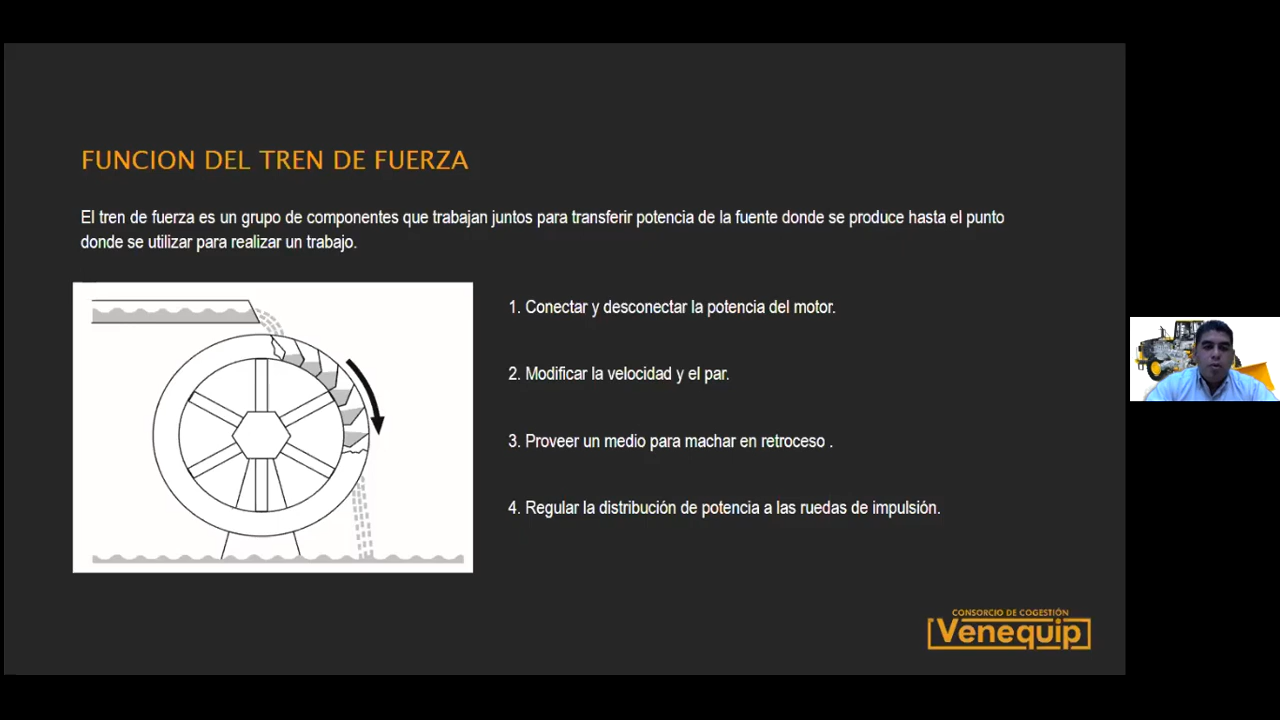 FUNCION DEL TREN DE FUERZA
El tren de fuerza es un grupo de componentes que trabajan juntos para transferir potencia de la fuente donde se produce hasta el punto
donde se utilizar para realizar un trabajo.
1. Conectar y desconectar la potencia del motor.
2. Modificar la velocidad y el par.
3. Proveer un medio para machar en retroceso .
4. Regular la distribución de potencia a las ruedas de impulsión.
CONSORCIO DE COGESTIÓN
Venequip